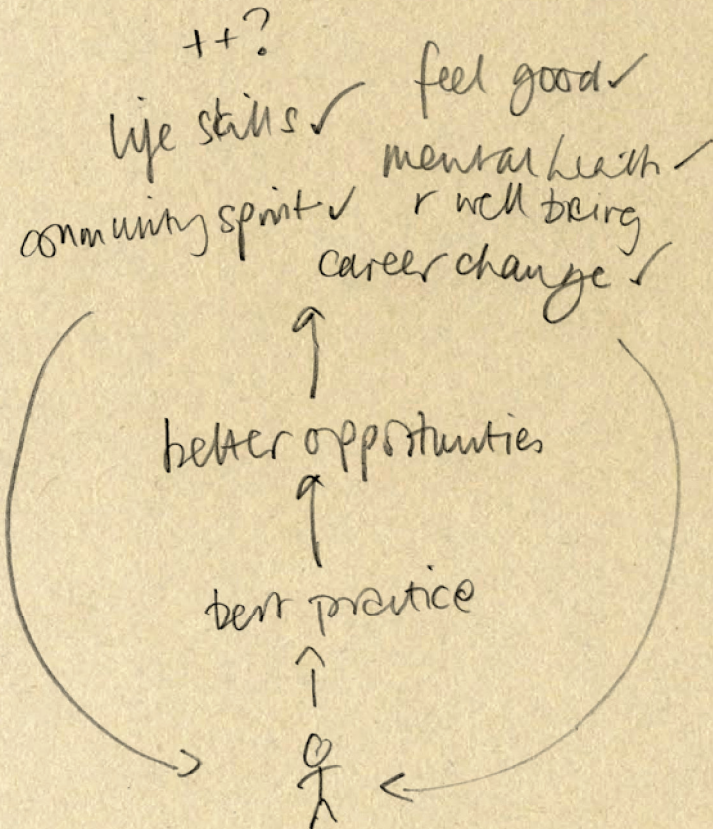 ++?
life skills ✓
feel good ✓
mental health ✓
& well being
community spirit ✓
career change ✓
better opportunities
best practice